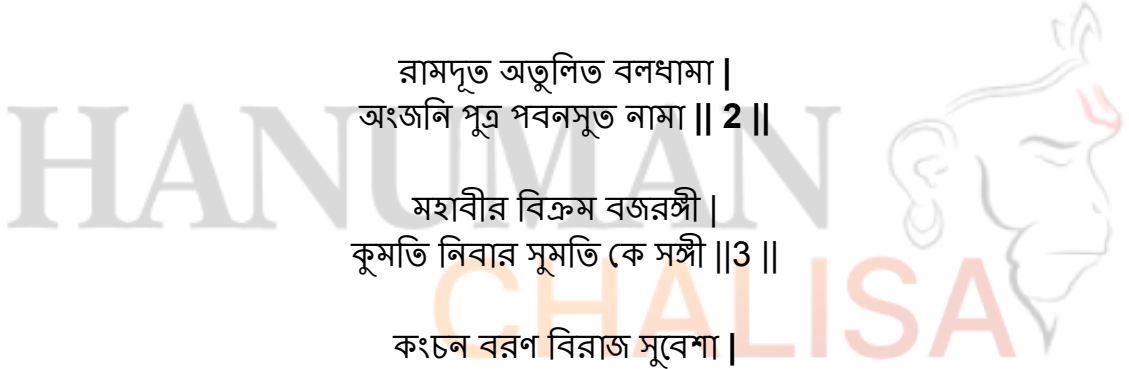 রামদূত অতুলিত বলধামা |
অংজনি পুত্র পবনসুত নামা || 2 ||
মহাবীর বিক্রম বজরঙ্গী |
কুমতি নিবার সুমতি কে সঙ্গী ||3 ||
কংচন বরণ বিরাজ সুবেশা |
HANUMAN
CHALISA